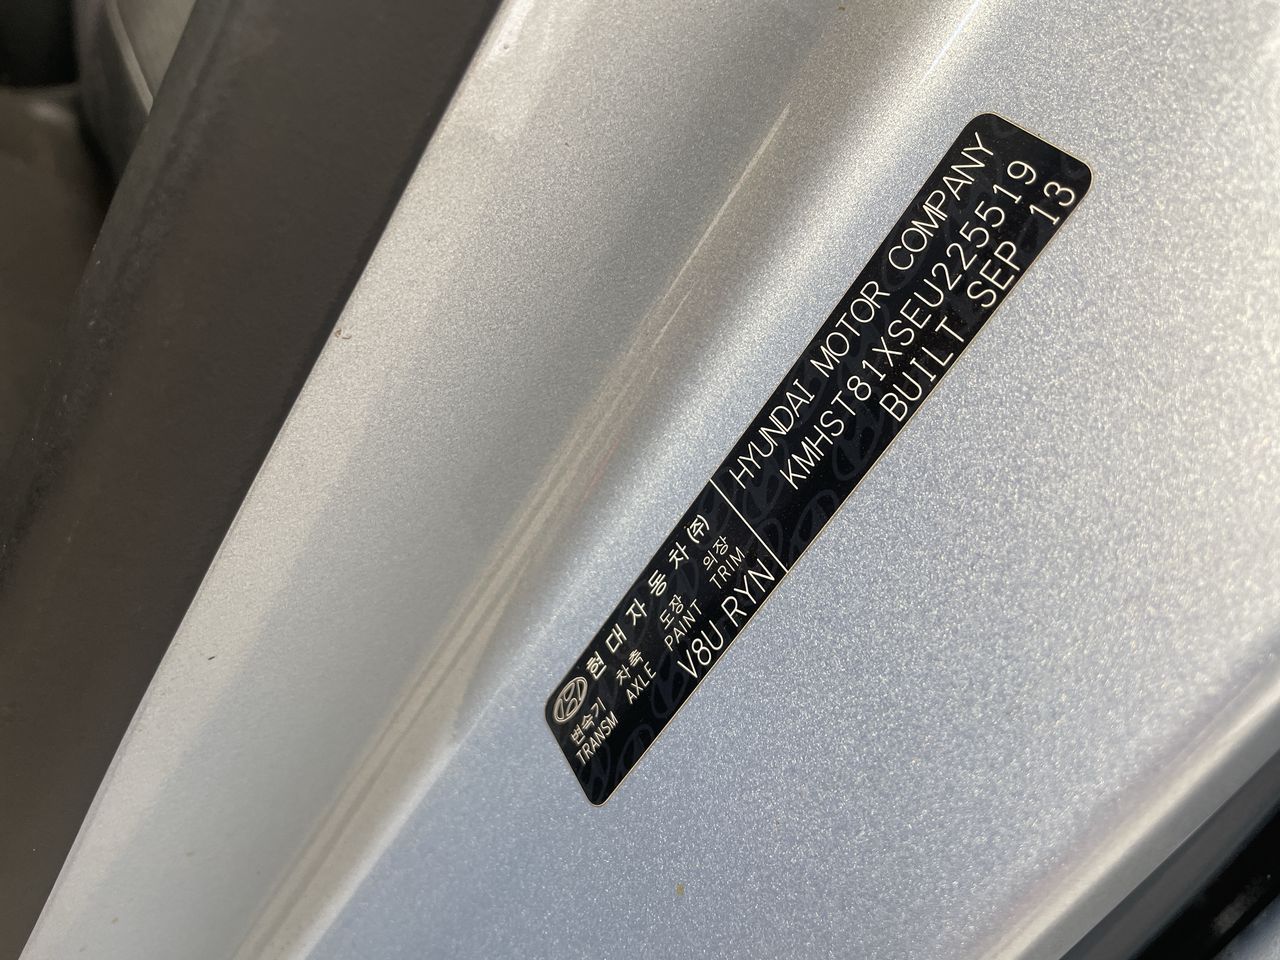 현대자동차(주)
변속기 차축 도장 의장
TRANSM AXLE PAINT TRIM
V8U RYN
HYUNDAI MOTOR COMPANY
KMHST81XSEU225519
BUILT SEP 13